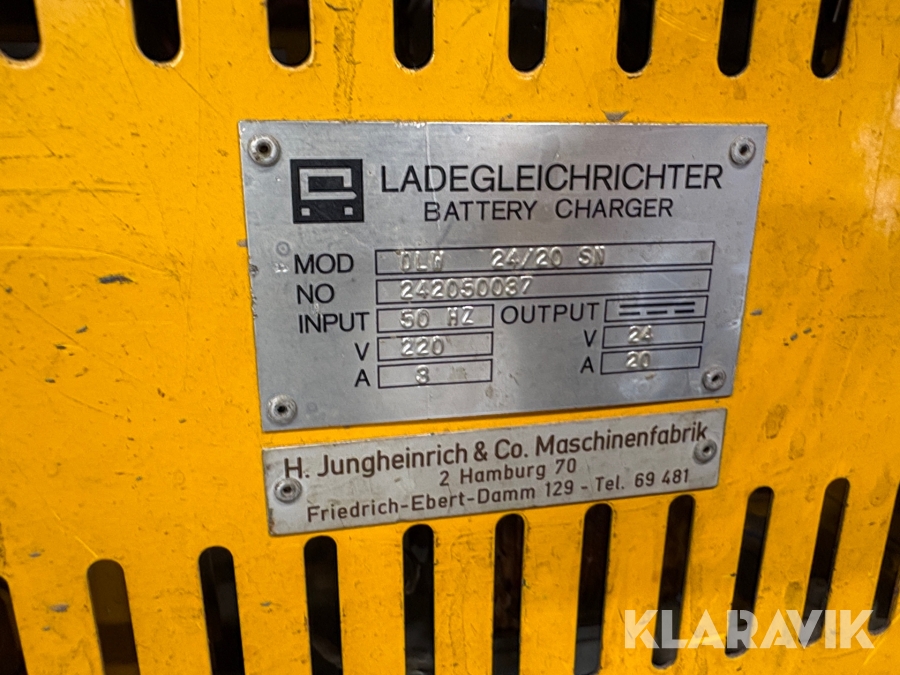 LADEGLEICHRICHTER
BATTERY CHARGER
MOD DLW 24/20 SN
NO 242050037
INPUT 50 HZ OUTPUT
V 220 V 24
A 3 A 20
H. Jungheinrich & Co. Maschinenfabrik
2 Hamburg 70
Friedrich-Ebert-Damm 129 - Tel. 69 481
KLARAVIK